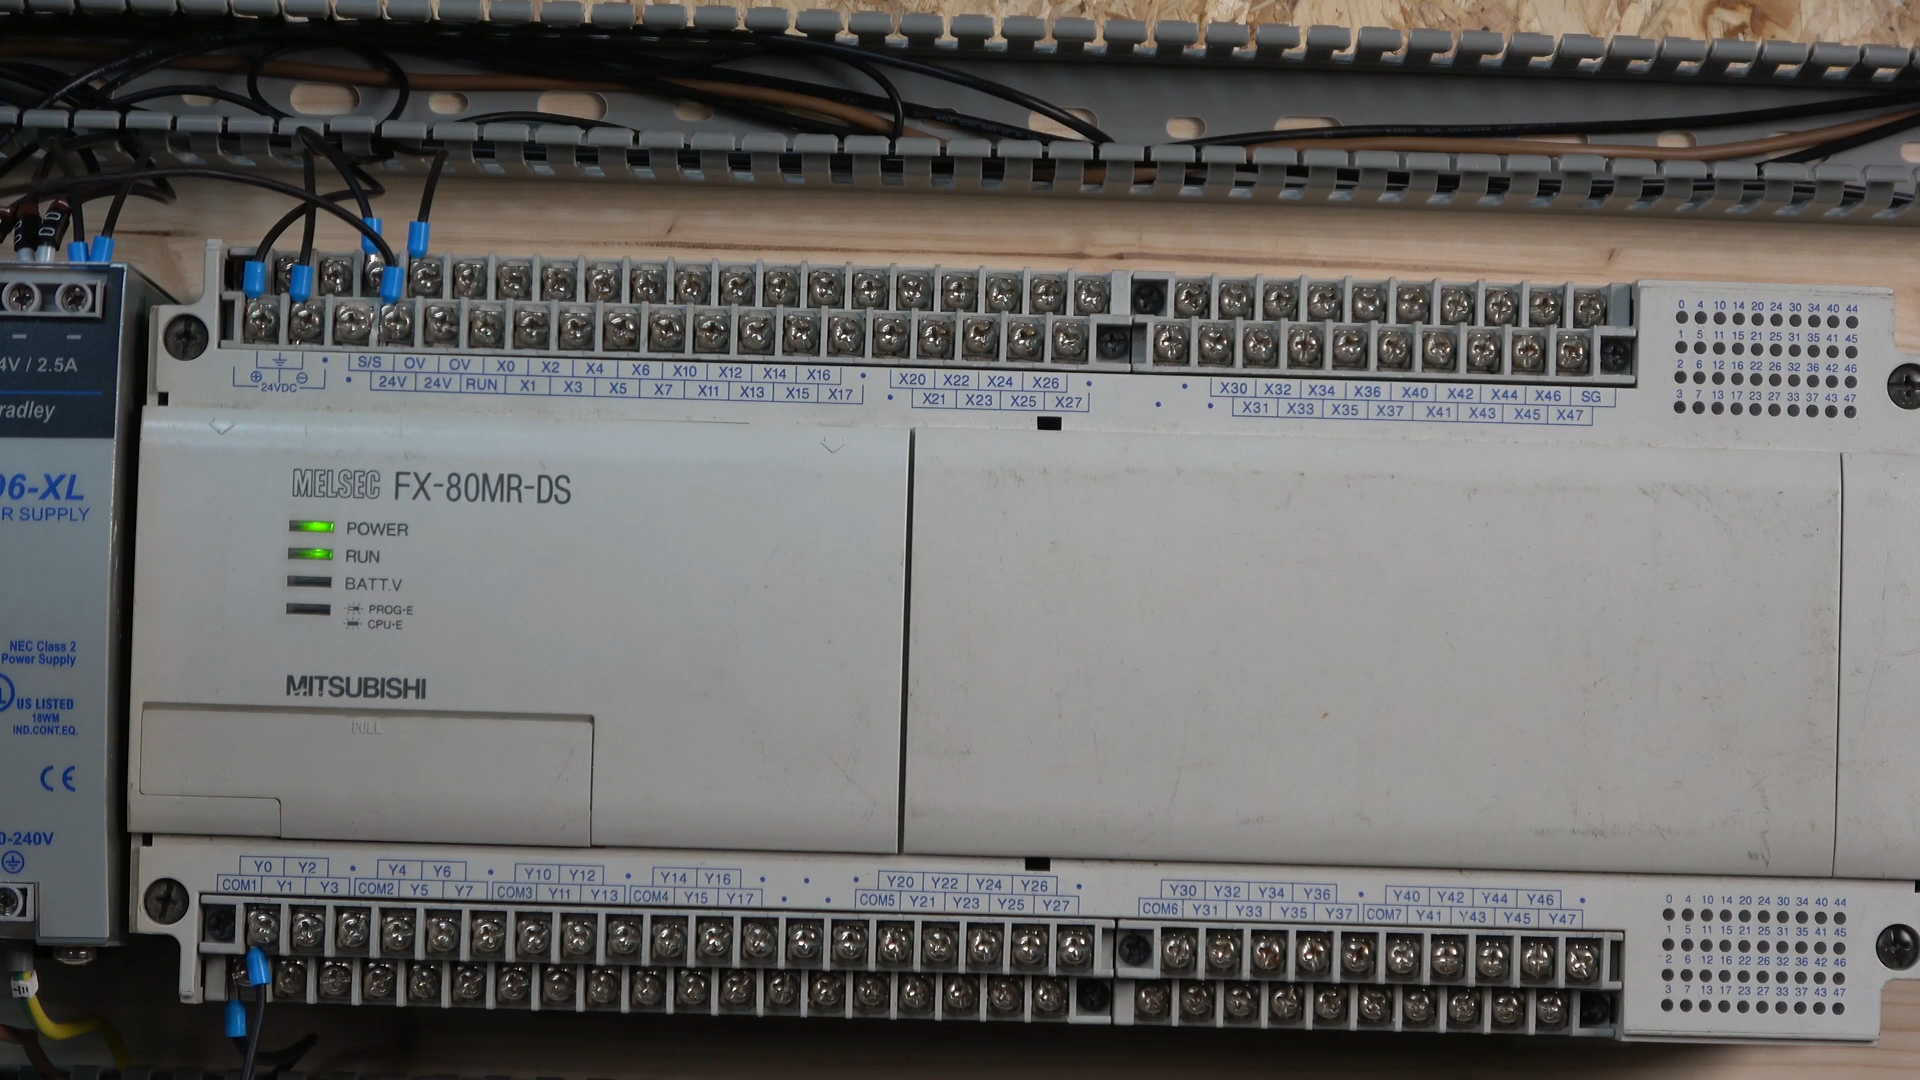 4V / 2.5A
radley
06-XL
R SUPPLY
NEC Class 2
Power Supply
US LISTED
18WM
IND.CONT.EQ.
CE
0-240V
S/S 0V 0V X0 X2 X4 X6 X10 X12 X14 X16
24V 24V RUN X1 X3 X5 X7 X11 X13 X15 X17
24VDC
X20 X22 X24 X26
X21 X23 X25 X27
X30 X32 X34 X36 X40 X42 X44 X46 SG
X31 X33 X35 X37 X41 X43 X45 X47
0 4 10 14 20 24 30 34 40 44
1 5 11 15 21 25 31 35 41 45
2 6 12 16 22 26 32 36 42 46
3 7 13 17 23 27 33 37 43 47
MELSEC FX-80MR-DS
POWER
RUN
BATT.V
PROG-E
CPU-E
MITSUBISHI
PULL
Y0 Y2 Y4 Y6 Y10 Y12 Y14 Y16
COM1 Y1 Y3 COM2 Y5 Y7 COM3 Y11 Y13 COM4 Y15 Y17
Y20 Y22 Y24 Y26
COM5 Y21 Y23 Y25 Y27
Y30 Y32 Y34 Y36 Y40 Y42 Y44 Y46
COM6 Y31 Y33 Y35 Y37 COM7 Y41 Y43 Y45 Y47
0 4 10 14 20 24 30 34 40 44
1 5 11 15 21 25 31 35 41 45
2 6 12 16 22 26 32 36 42 46
3 7 13 17 23 27 33 37 43 47